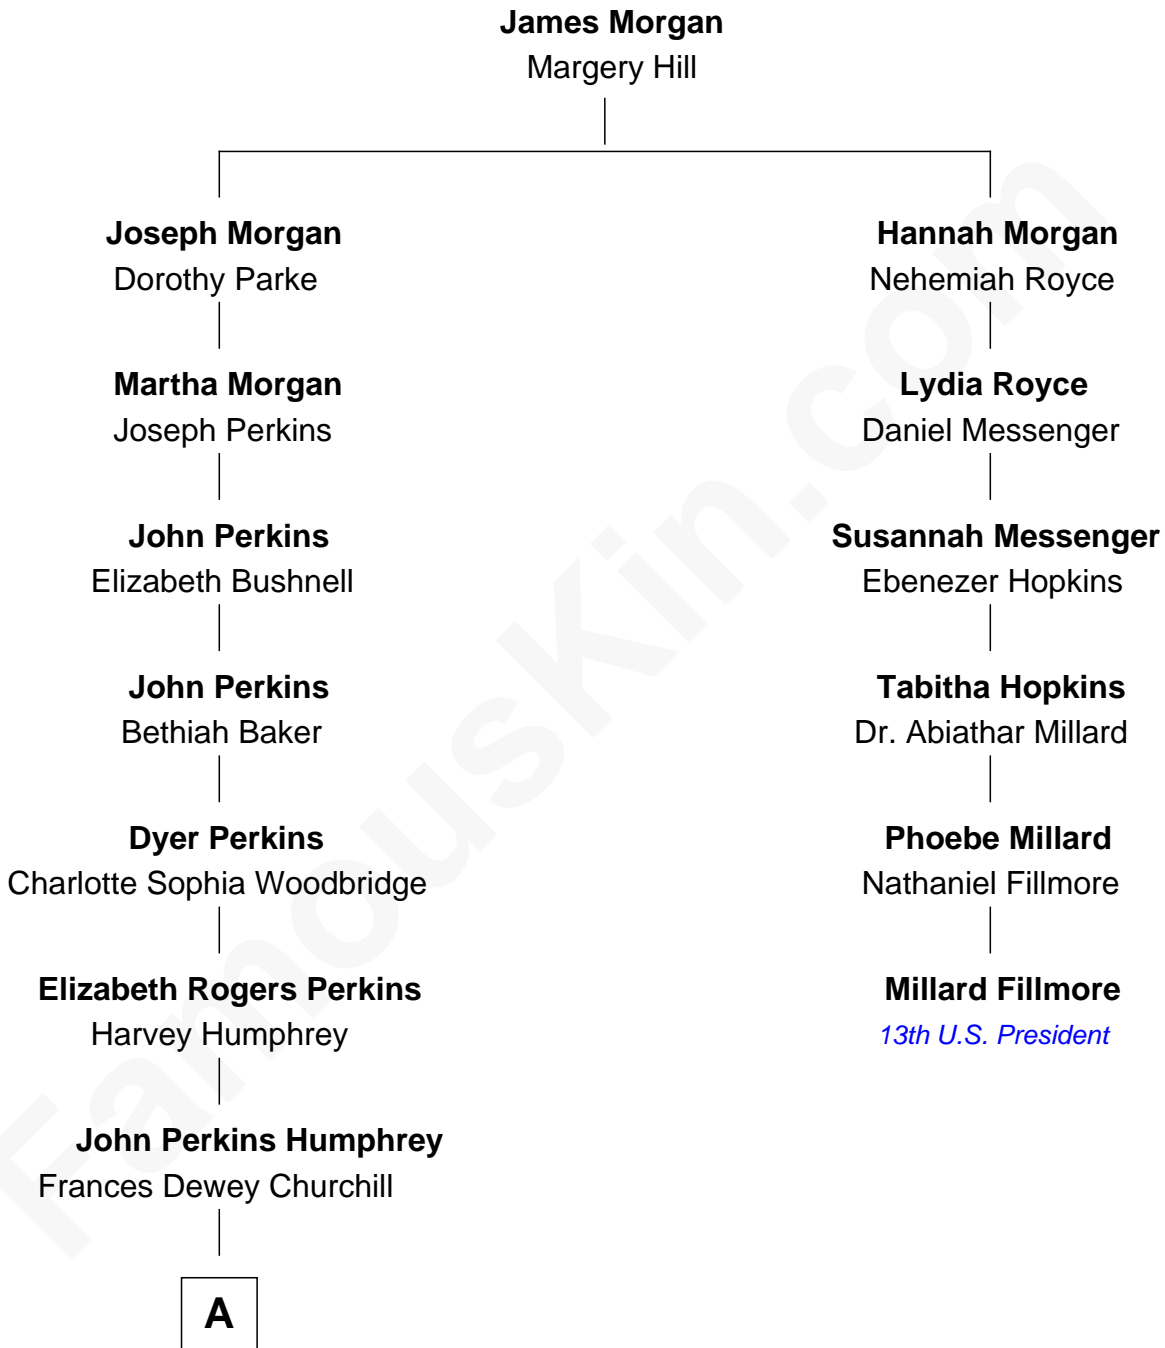 James Morgan
Margery Hill
Joseph Morgan
Dorothy Parke
Hannah Morgan
Nehemiah Royce
Martha Morgan
Joseph Perkins
Lydia Royce
Daniel Messenger
John Perkins
Elizabeth Bushnell
Susannah Messenger
Ebenezer Hopkins
John Perkins
Bethiah Baker
Tabitha Hopkins
Dr. Abiathar Millard
Dyer Perkins
Charlotte Sophia Woodbridge
Phoebe Millard
Nathaniel Fillmore
Elizabeth Rogers Perkins
Harvey Humphrey
Millard Fillmore
13th U.S. President
John Perkins Humphrey
Frances Dewey Churchill
A
FamousKin.com